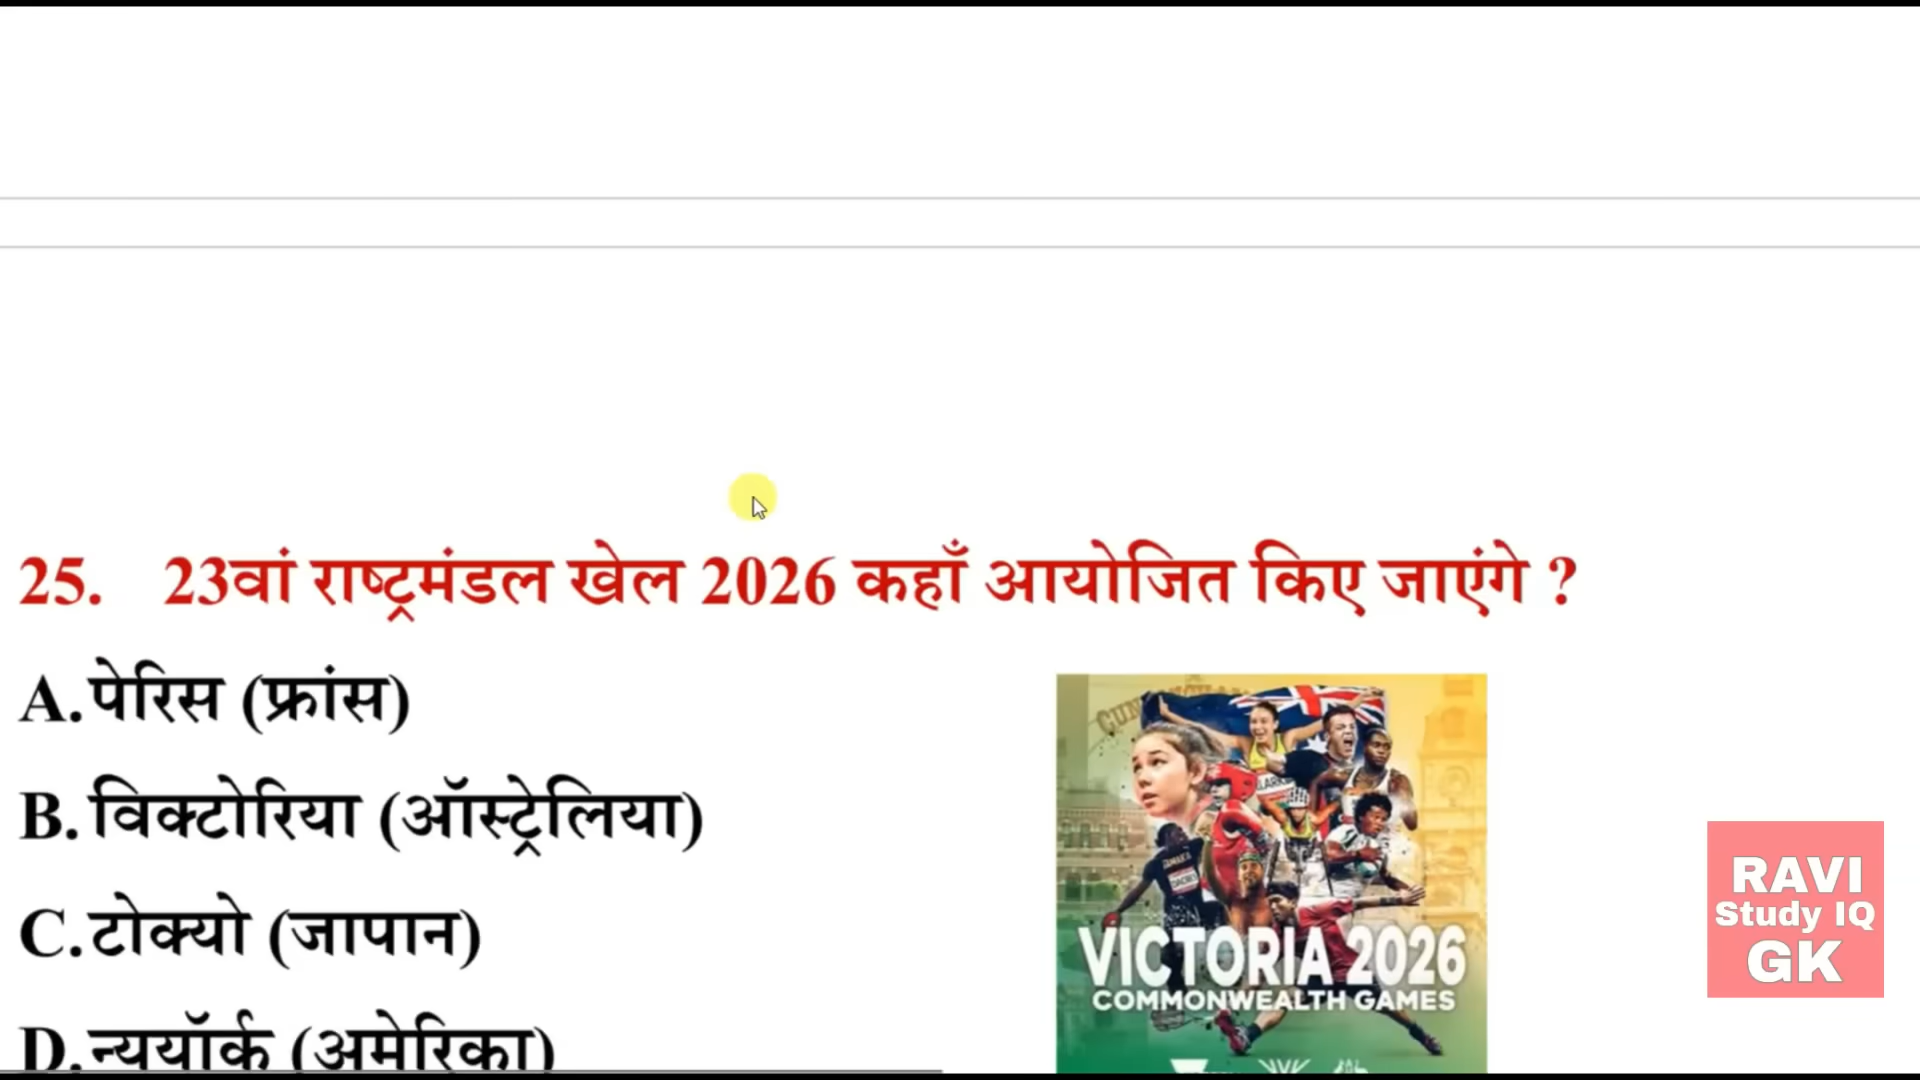 25. 23वां राष्ट्रमंडल खेल 2026 कहाँ आयोजित किए जाएंगे ?
A. पेरिस (फ्रांस)
B. विक्टोरिया (ऑस्ट्रेलिया)
C. टोक्यो (जापान)
D. न्ययॉर्क (अमेरिका)
VICTORIA 2026
COMMONWEALTH GAMES
RAVI
Study IQ
GK